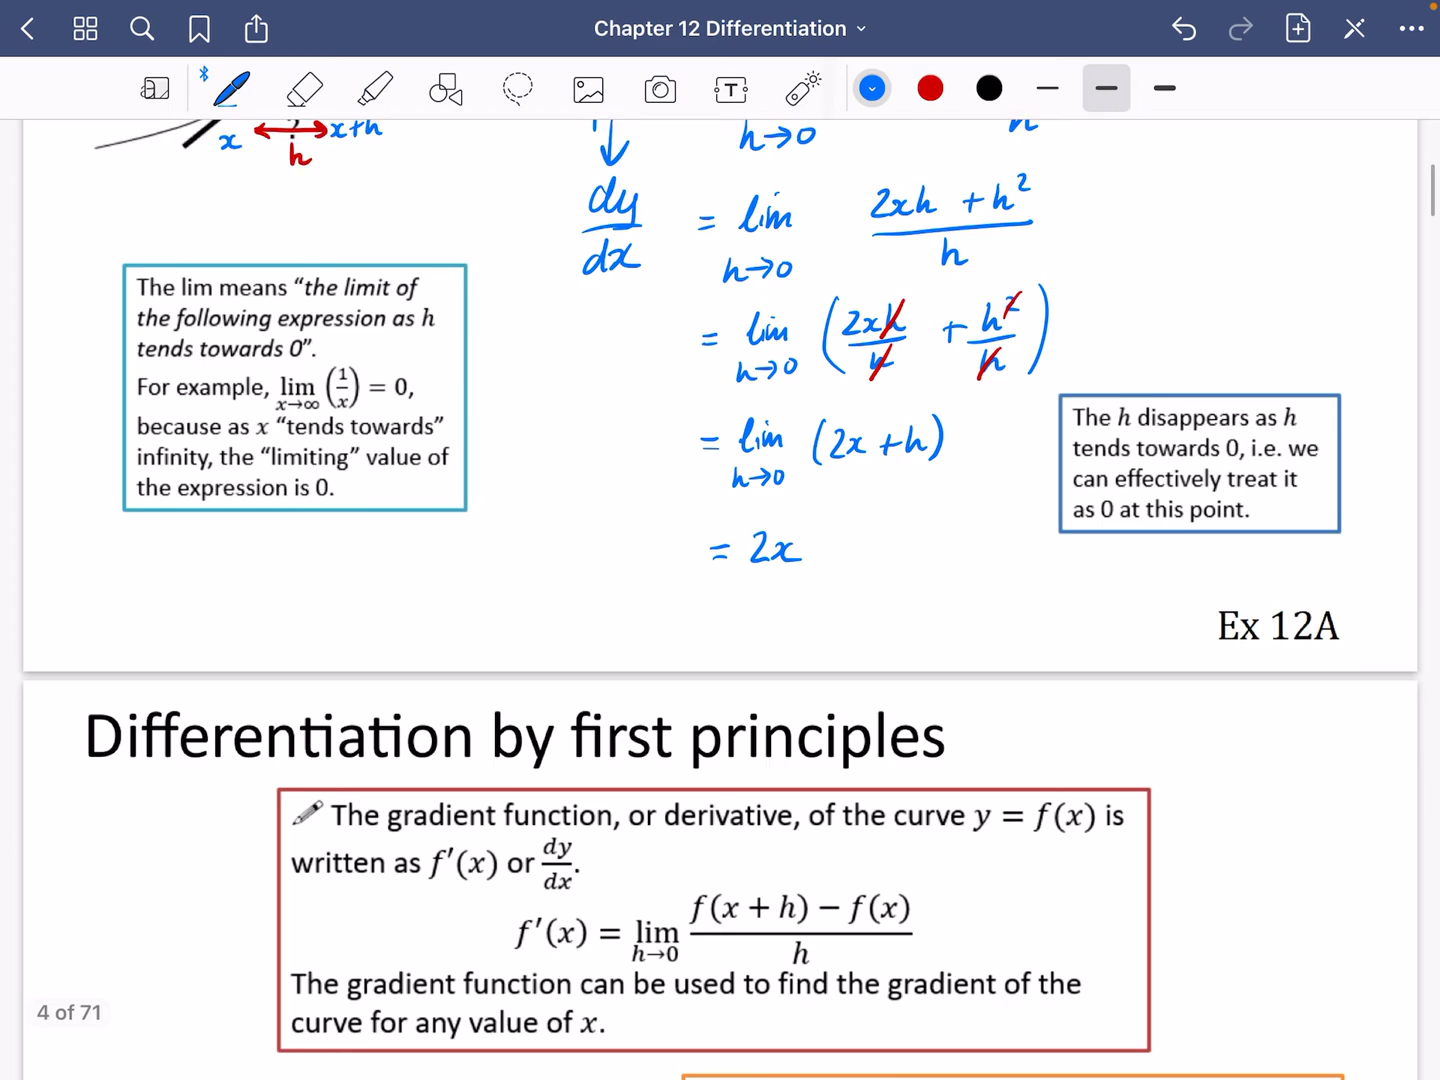 Chapter 12 Differentiation
T
x
x+h
h
h→0
h
dy/dx = lim h→0 (2xh + h²)/h
The lim means "the limit of
the following expression as h
tends towards 0".
For example, lim x→∞ (1/x) = 0,
because as x "tends towards"
infinity, the "limiting" value of
the expression is 0.
= lim h→0 (2xh/h + h²/h)
= lim h→0 (2x + h)
= 2x
The h disappears as h
tends towards 0, i.e. we
can effectively treat it
as 0 at this point.
Ex 12A
Differentiation by first principles
The gradient function, or derivative, of the curve y = f(x) is
written as f′(x) or dy/dx.
f′(x) = lim h→0 (f(x + h) − f(x))/h
The gradient function can be used to find the gradient of the
curve for any value of x.
4 of 71